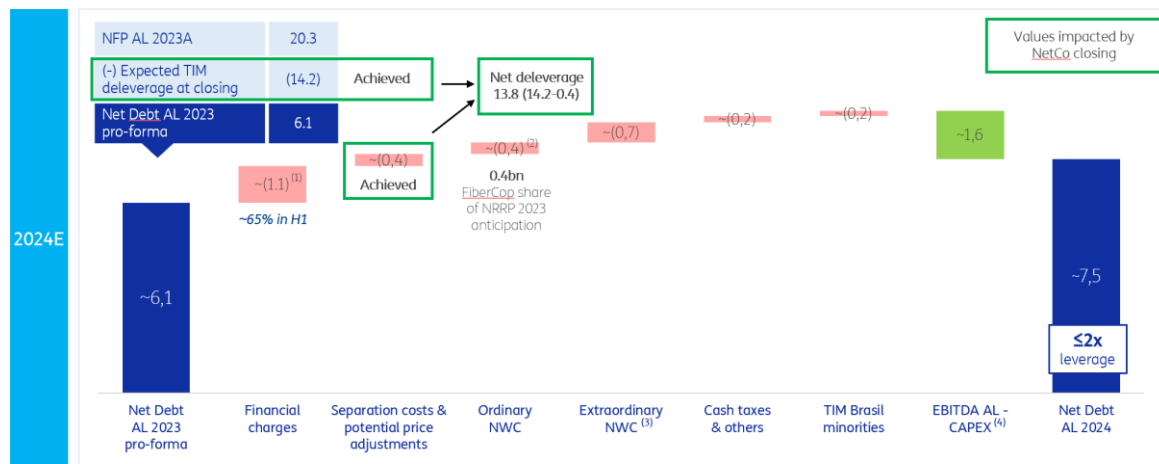 NFP AL 2023A 20.3
(-) Expected TIM
deleverage at closing (14.2) Achieved
Net Debt AL 2023
pro-forma 6.1
Net deleverage
13.8 (14.2-0.4)
Values impacted by
NetCo closing
2024E
~6,1
~(1.1) (1)
~65% in H1
~(0,4)
Achieved
~(0,4) (2)
0.4bn
FiberCop share
of NRRP 2023
anticipation
~(0,7)
~(0,2)
~(0,2)
~1,6
~7,5
≤2x
leverage
Net Debt
AL 2023
pro-forma
Financial
charges
Separation costs &
potential price
adjustments
Ordinary
NWC
Extraordinary
NWC (3)
Cash taxes
& others
TIM Brasil
minorities
EBITDA AL -
CAPEX (4)
Net Debt
AL 2024